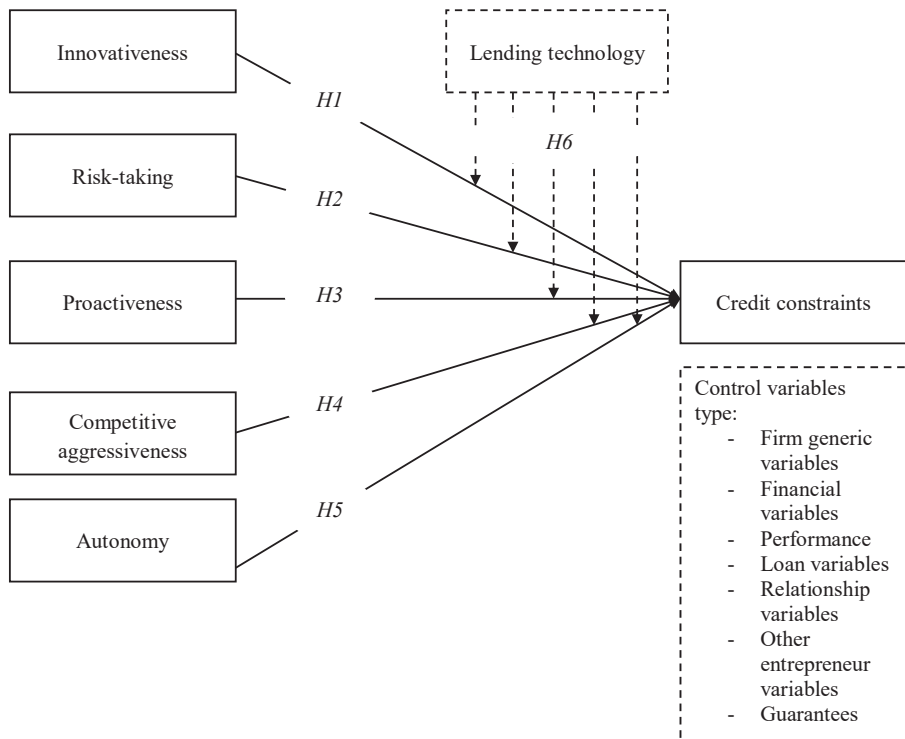 Innovativeness
Lending technology
H1
H6
Risk-taking
H2
Proactiveness
H3
Credit constraints
Competitive
aggressiveness
H4
Autonomy
H5
Control variables
type:
- Firm generic
variables
- Financial
variables
- Performance
- Loan variables
- Relationship
variables
- Other
entrepreneur
variables
- Guarantees